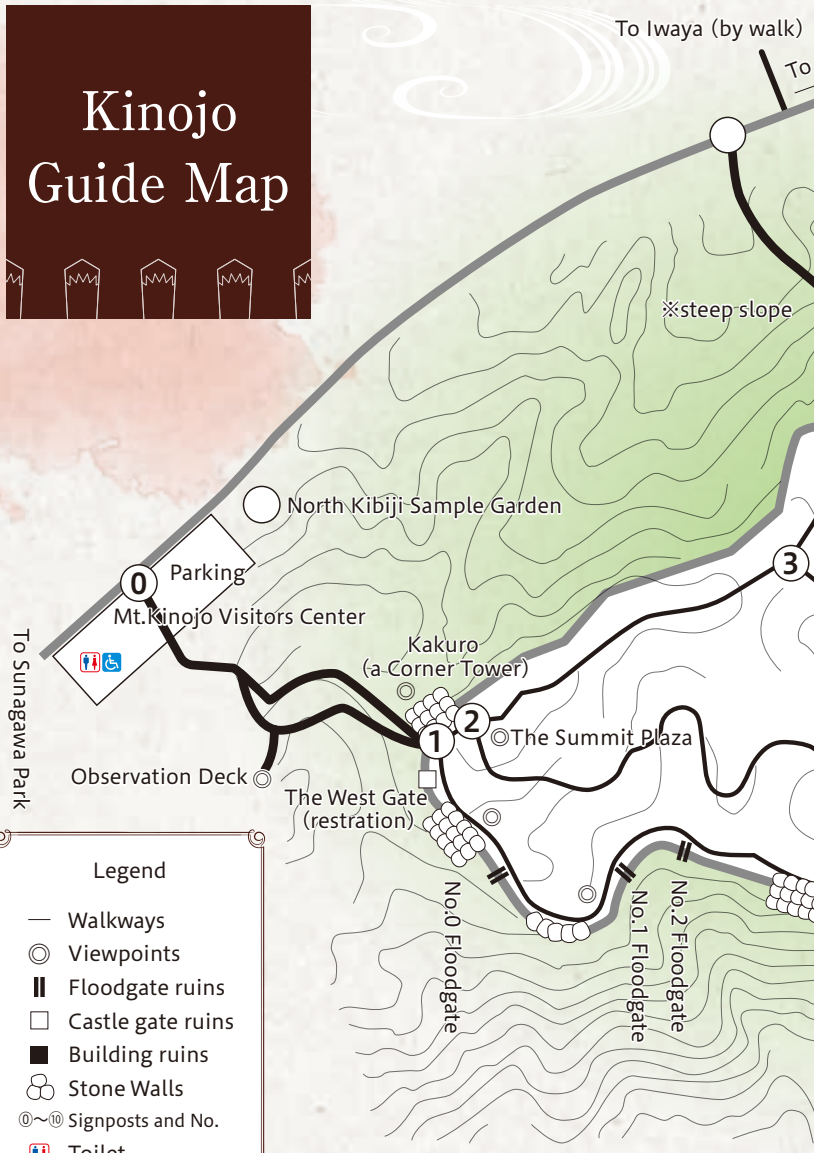 Kinojo
Guide Map
To Iwaya (by walk)
To
※steep slope
North Kibiji Sample Garden
0
Parking
Mt.Kinojo Visitors Center
To Sunagawa Park
3
Kakuro
(a Corner Tower)
2
1
The Summit Plaza
Observation Deck
The West Gate
(restration)
No.0 Floodgate
No.1 Floodgate
No.2 Floodgate
Legend
Walkways
Viewpoints
Floodgate ruins
Castle gate ruins
Building ruins
Stone Walls
⓪〜⑩ Signposts and No.
Toilet